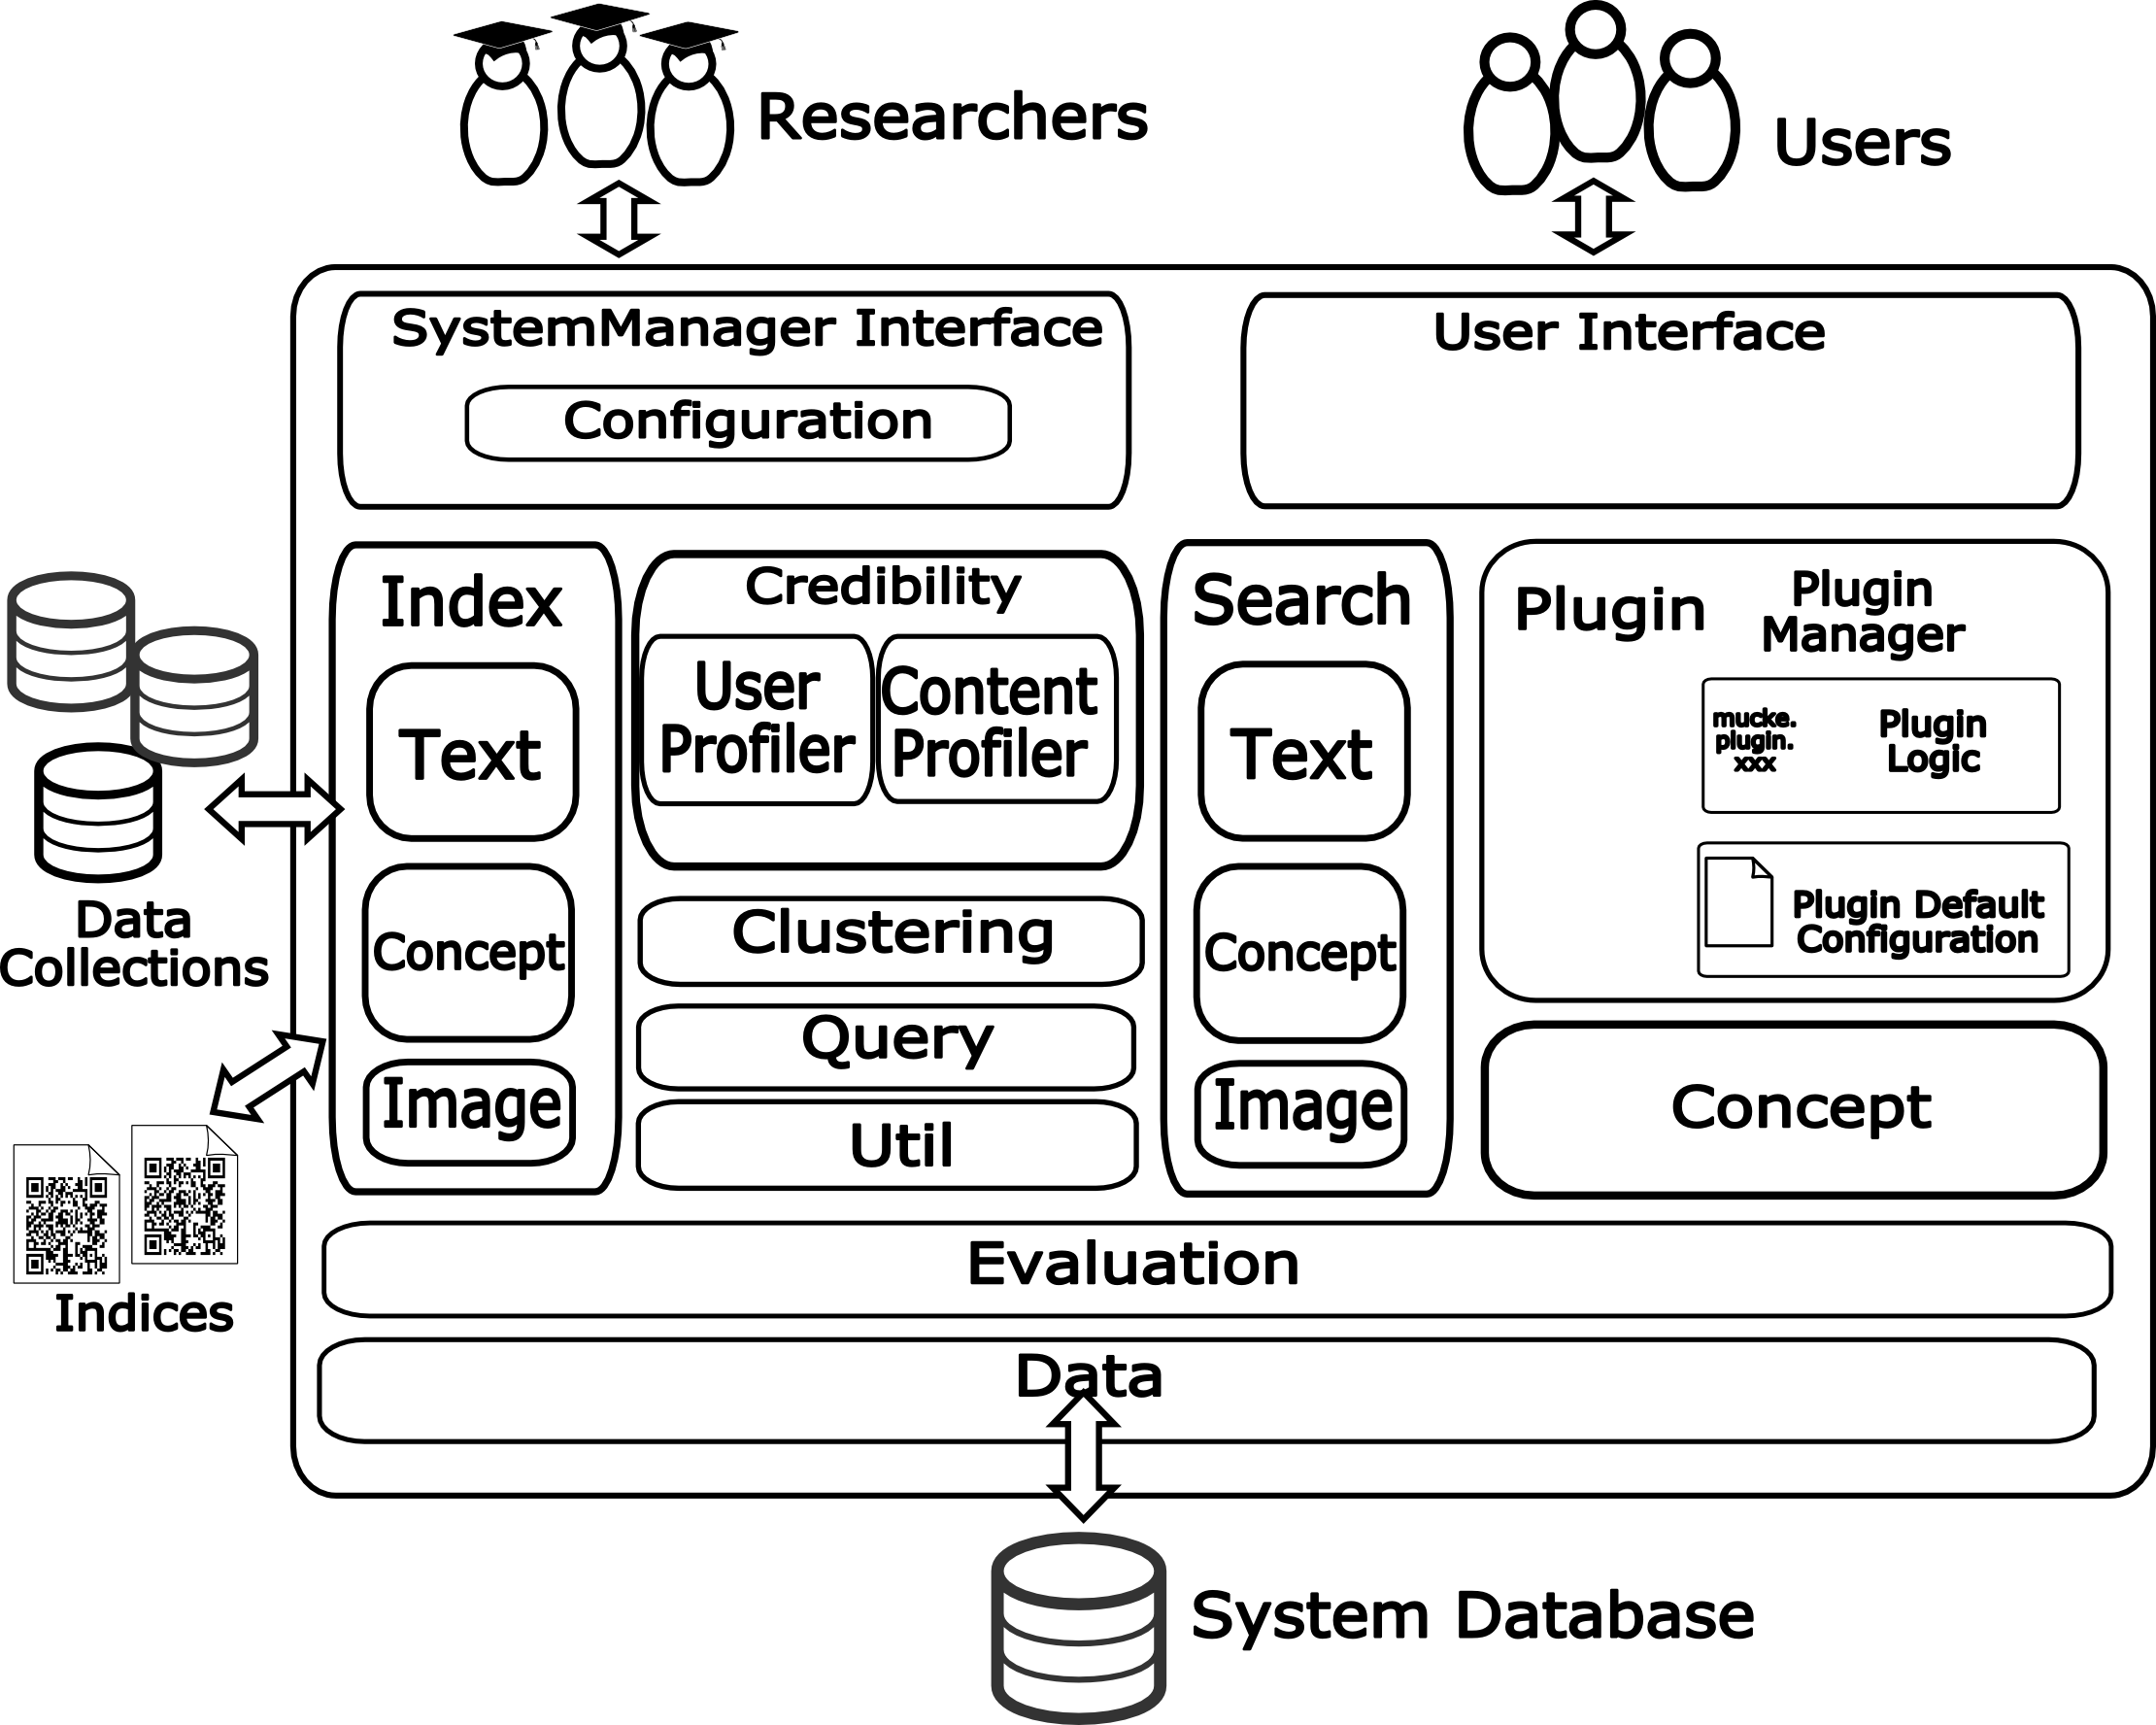 Researchers
Users
SystemManager Interface
Configuration
User Interface
Index
Text
Concept
Image
Credibility
User
Profiler
Content
Profiler
Clustering
Query
Util
Search
Text
Concept
Image
Plugin
Plugin
Manager
mucke.
plugin.
xxx
Plugin
Logic
Plugin Default
Configuration
Concept
Data
Collections
Indices
Evaluation
Data
System Database